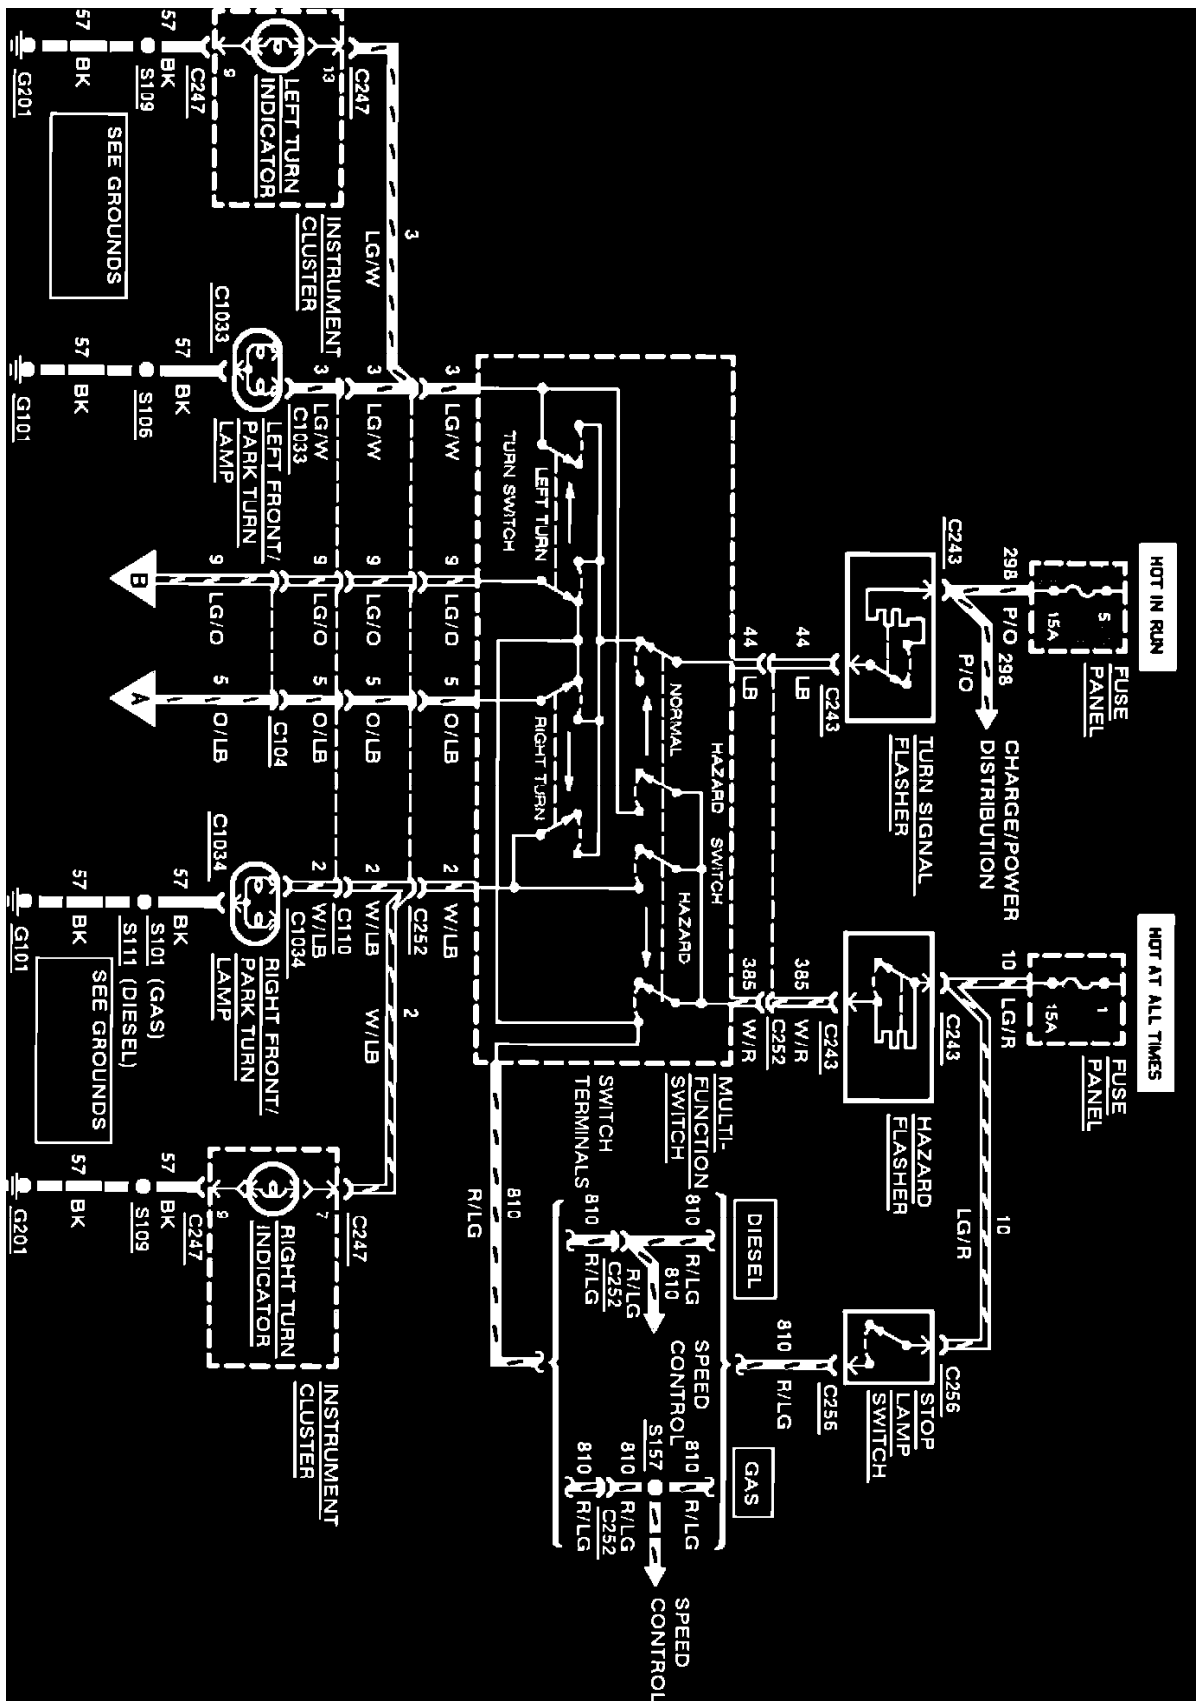 HOT IN RUN
HOT AT ALL TIMES
FUSE
PANEL
5
15A
298
P/O
298
P/O
C243
CHARGE/POWER
DISTRIBUTION
TURN SIGNAL
FLASHER
C243
44
LB
44
LB
FUSE
PANEL
1
15A
10
LG/R
C243
10
LG/R
HAZARD
FLASHER
C243
385
W/R
C252
385
W/R
C256
STOP
LAMP
SWITCH
C256
810
R/LG
DIESEL
GAS
810
R/LG
810
R/LG
C252
810
R/LG
SPEED
CONTROL
810
R/LG
S157
810
R/LG
C252
810
R/LG
SPEED
CONTROL
MULTI-
FUNCTION
SWITCH
SWITCH
TERMINALS
HAZARD SWITCH
NORMAL
HAZARD
LEFT TURN
RIGHT TURN
TURN SWITCH
810
R/LG
3
LG/W
9
LG/O
5
O/LB
2
W/LB
C252
3
LG/W
3
LG/W
9
LG/O
5
O/LB
2
W/LB
2
W/LB
C110
3
LG/W
9
LG/O
5
O/LB
2
W/LB
C104
9
LG/O
5
O/LB
B
A
C247
13
LEFT TURN
INDICATOR
9
INSTRUMENT
CLUSTER
C247
57
BK
S109
57
BK
G201
SEE GROUNDS
C1033
LEFT FRONT/
PARK TURN
LAMP
C1033
57
BK
S106
57
BK
G101
C1034
RIGHT FRONT/
PARK TURN
LAMP
C1034
57
BK
S101 (GAS)
S111 (DIESEL)
57
BK
G101
SEE GROUNDS
C247
7
RIGHT TURN
INDICATOR
9
INSTRUMENT
CLUSTER
C247
57
BK
S109
57
BK
G201